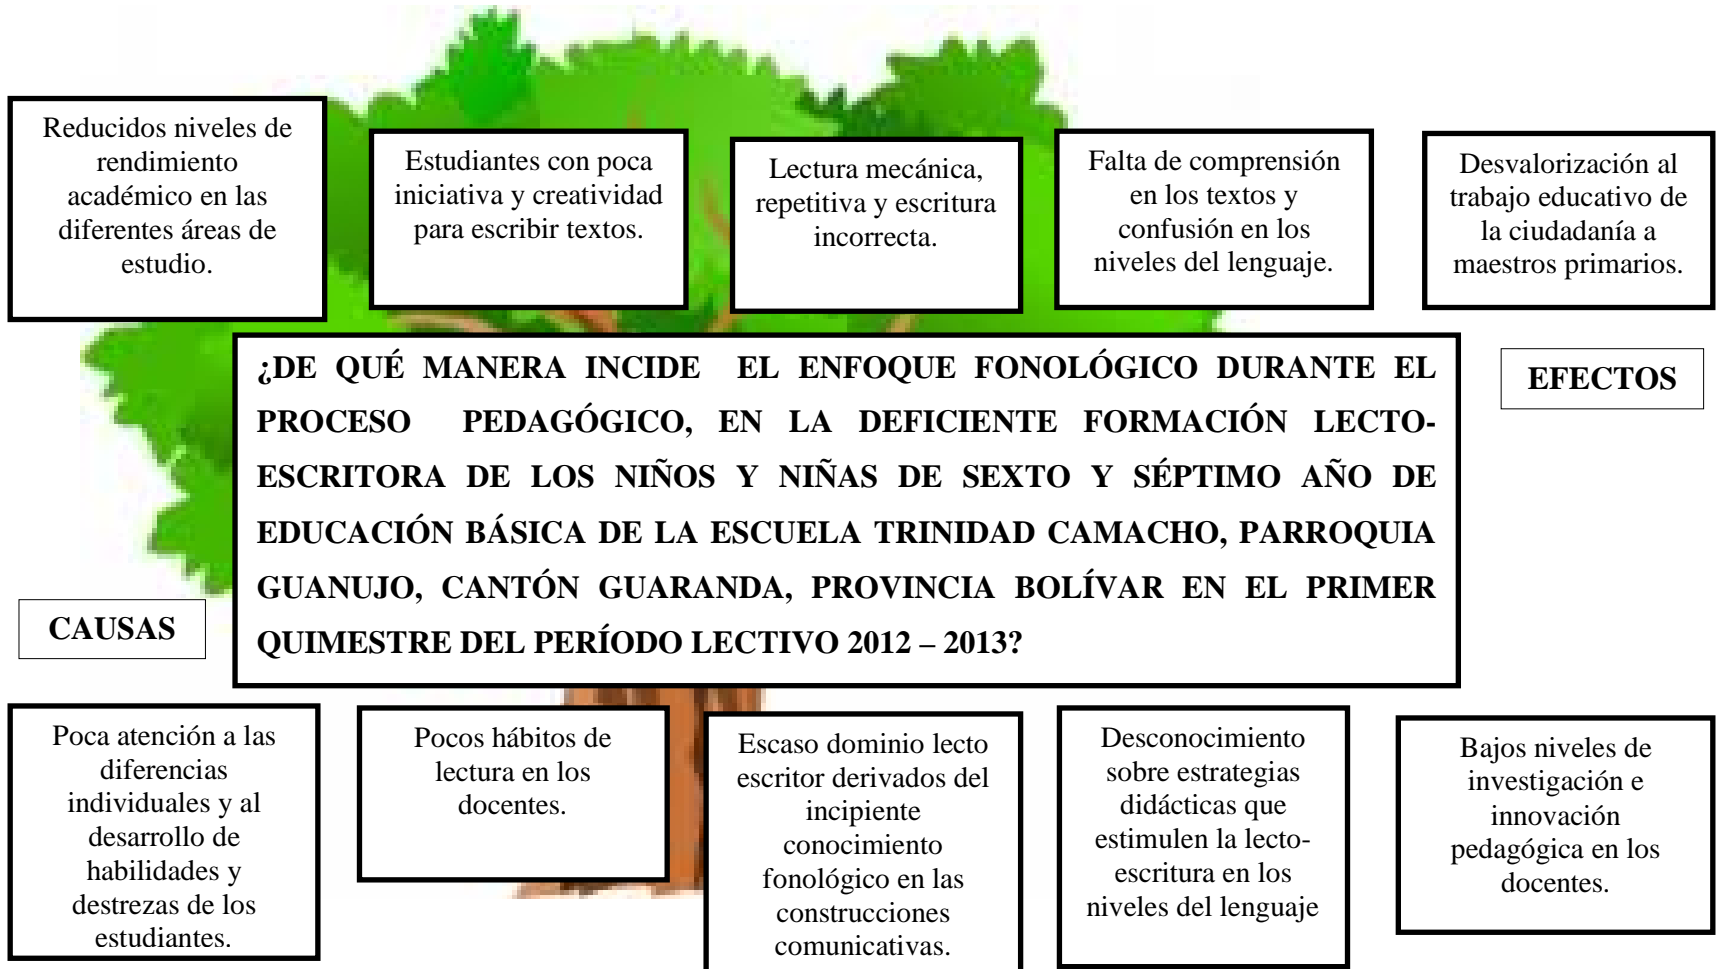 Reducidos niveles de
rendimiento
académico en las
diferentes áreas de
estudio.
Estudiantes con poca
iniciativa y creatividad
para escribir textos.
Lectura mecánica,
repetitiva y escritura
incorrecta.
Falta de comprensión
en los textos y
confusión en los
niveles del lenguaje.
Desvalorización al
trabajo educativo de
la ciudadanía a
maestros primarios.
¿DE QUÉ MANERA INCIDE EL ENFOQUE FONOLÓGICO DURANTE EL
PROCESO PEDAGÓGICO, EN LA DEFICIENTE FORMACIÓN LECTO-
ESCRITORA DE LOS NIÑOS Y NIÑAS DE SEXTO Y SÉPTIMO AÑO DE
EDUCACIÓN BÁSICA DE LA ESCUELA TRINIDAD CAMACHO, PARROQUIA
GUANUJO, CANTÓN GUARANDA, PROVINCIA BOLÍVAR EN EL PRIMER
QUIMESTRE DEL PERÍODO LECTIVO 2012 – 2013?
EFECTOS
CAUSAS
Poca atención a las
diferencias
individuales y al
desarrollo de
habilidades y
destrezas de los
estudiantes.
Pocos hábitos de
lectura en los
docentes.
Escaso dominio lecto
escritor derivados del
incipiente
conocimiento
fonológico en las
construcciones
comunicativas.
Desconocimiento
sobre estrategias
didácticas que
estimulen la lecto-
escritura en los
niveles del lenguaje
Bajos niveles de
investigación e
innovación
pedagógica en los
docentes.